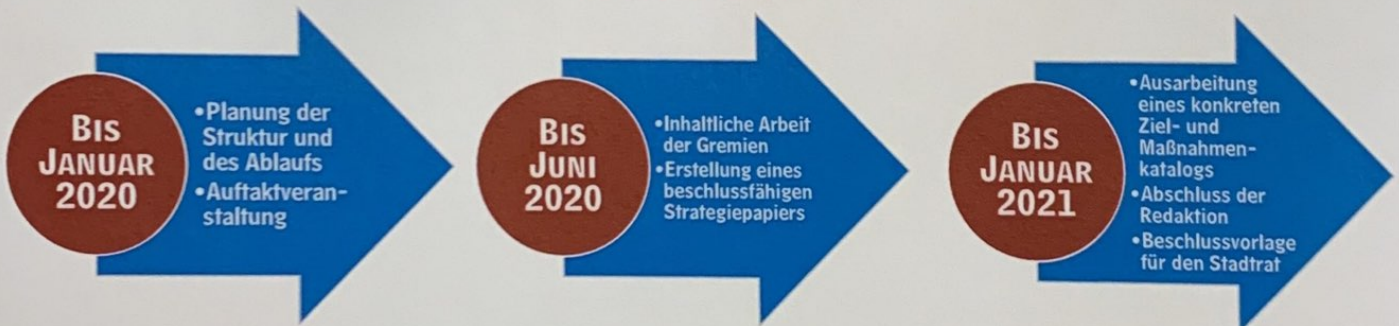 BIS
JANUAR
2020
•Planung der
Struktur und
des Ablaufs
•Auftaktveran-
staltung
BIS
JUNI
2020
•Inhaltliche Arbeit
der Gremien
•Erstellung eines
beschlussfähigen
Strategiepapiers
BIS
JANUAR
2021
•Ausarbeitung
eines konkreten
Ziel- und
Maßnahmen-
katalogs
•Abschluss der
Redaktion
•Beschlussvorlage
für den Stadtrat